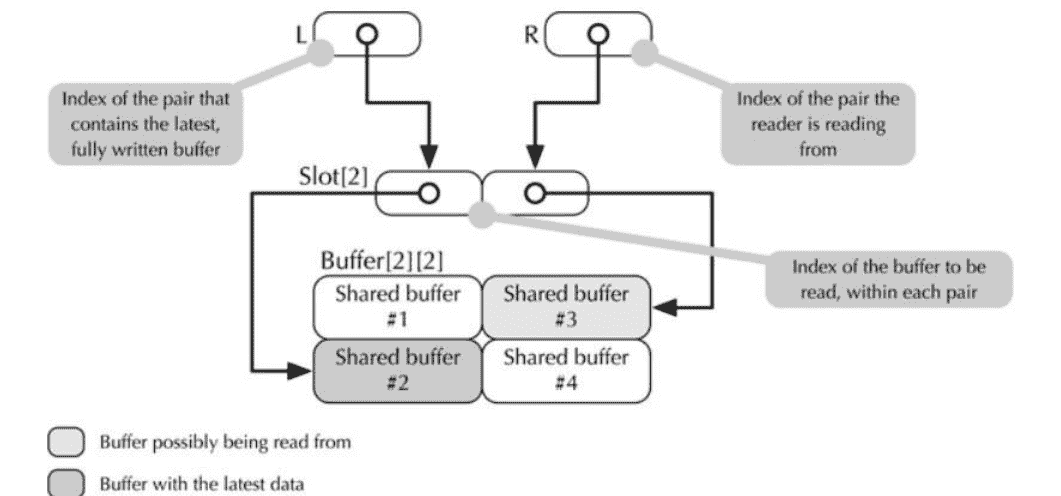 L
R
Index of the pair that
contains the latest,
fully written buffer
Index of the pair the
reader is reading
from
Slot[2]
Index of the buffer to be
read, within each pair
Buffer[2][2]
Shared buffer
#1
Shared buffer
#3
Shared buffer
#2
Shared buffer
#4
Buffer possibly being read from
Buffer with the latest data